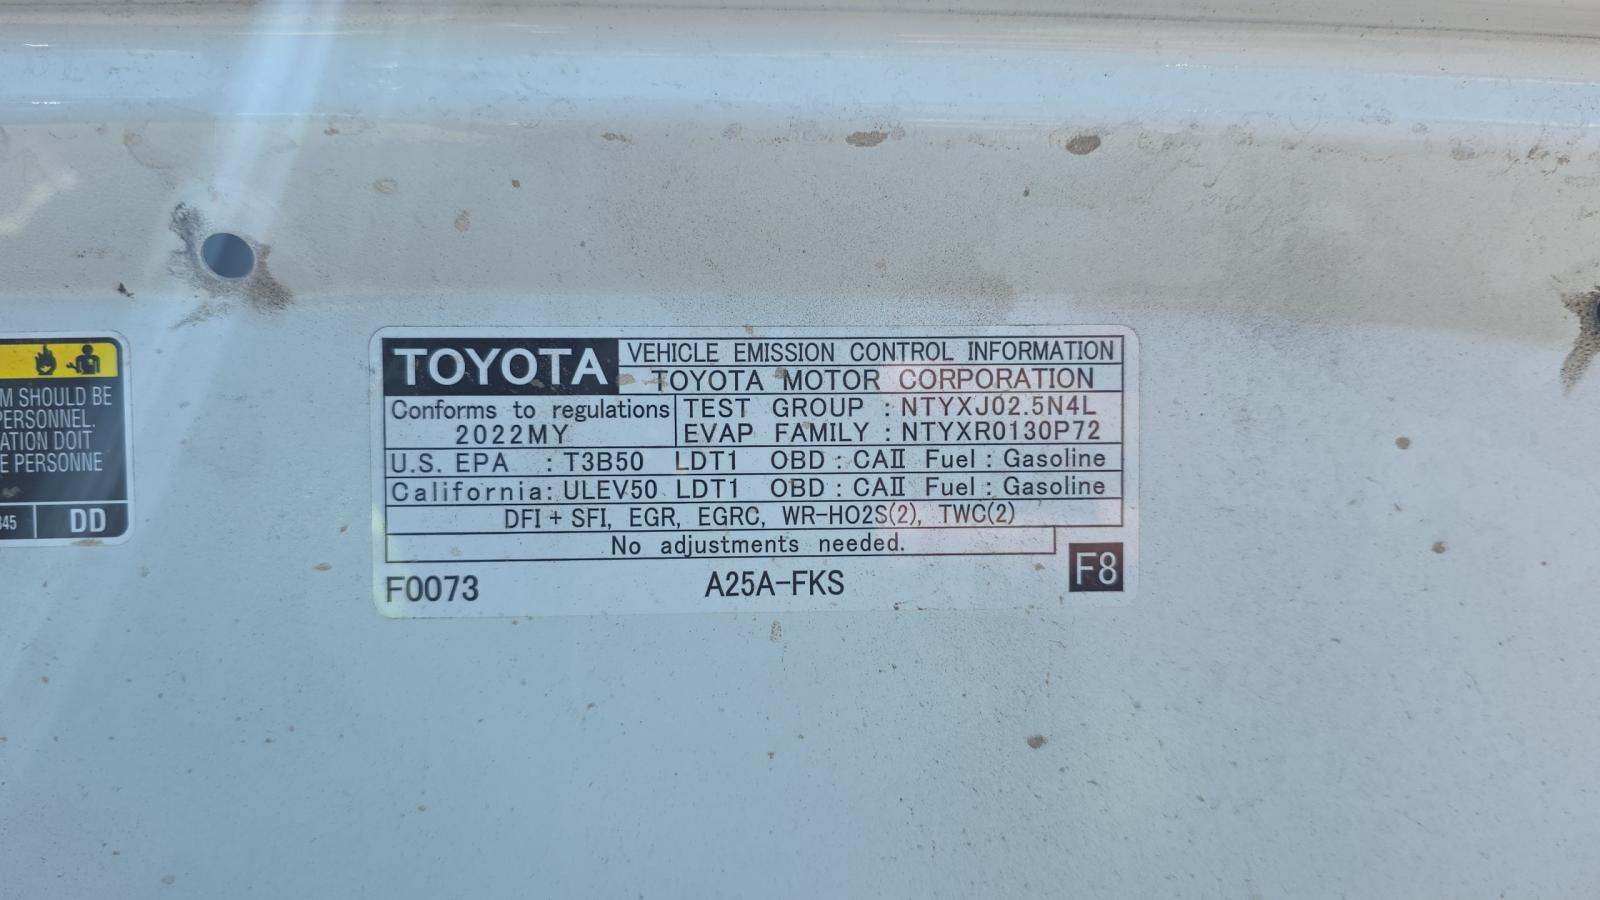 M SHOULD BE
PERSONNEL.
ATION DOIT
E PERSONNE
345 DD
TOYOTA
VEHICLE EMISSION CONTROL INFORMATION
TOYOTA MOTOR CORPORATION
Conforms to regulations
2022MY
TEST GROUP : NTYXJ02.5N4L
EVAP FAMILY : NTYXR0130P72
U.S. EPA : T3B50 LDT1 OBD : CAII Fuel : Gasoline
California: ULEV50 LDT1 OBD : CAII Fuel : Gasoline
DFI + SFI, EGR, EGRC, WR-HO2S(2), TWC(2)
No adjustments needed.
F0073 A25A-FKS F8